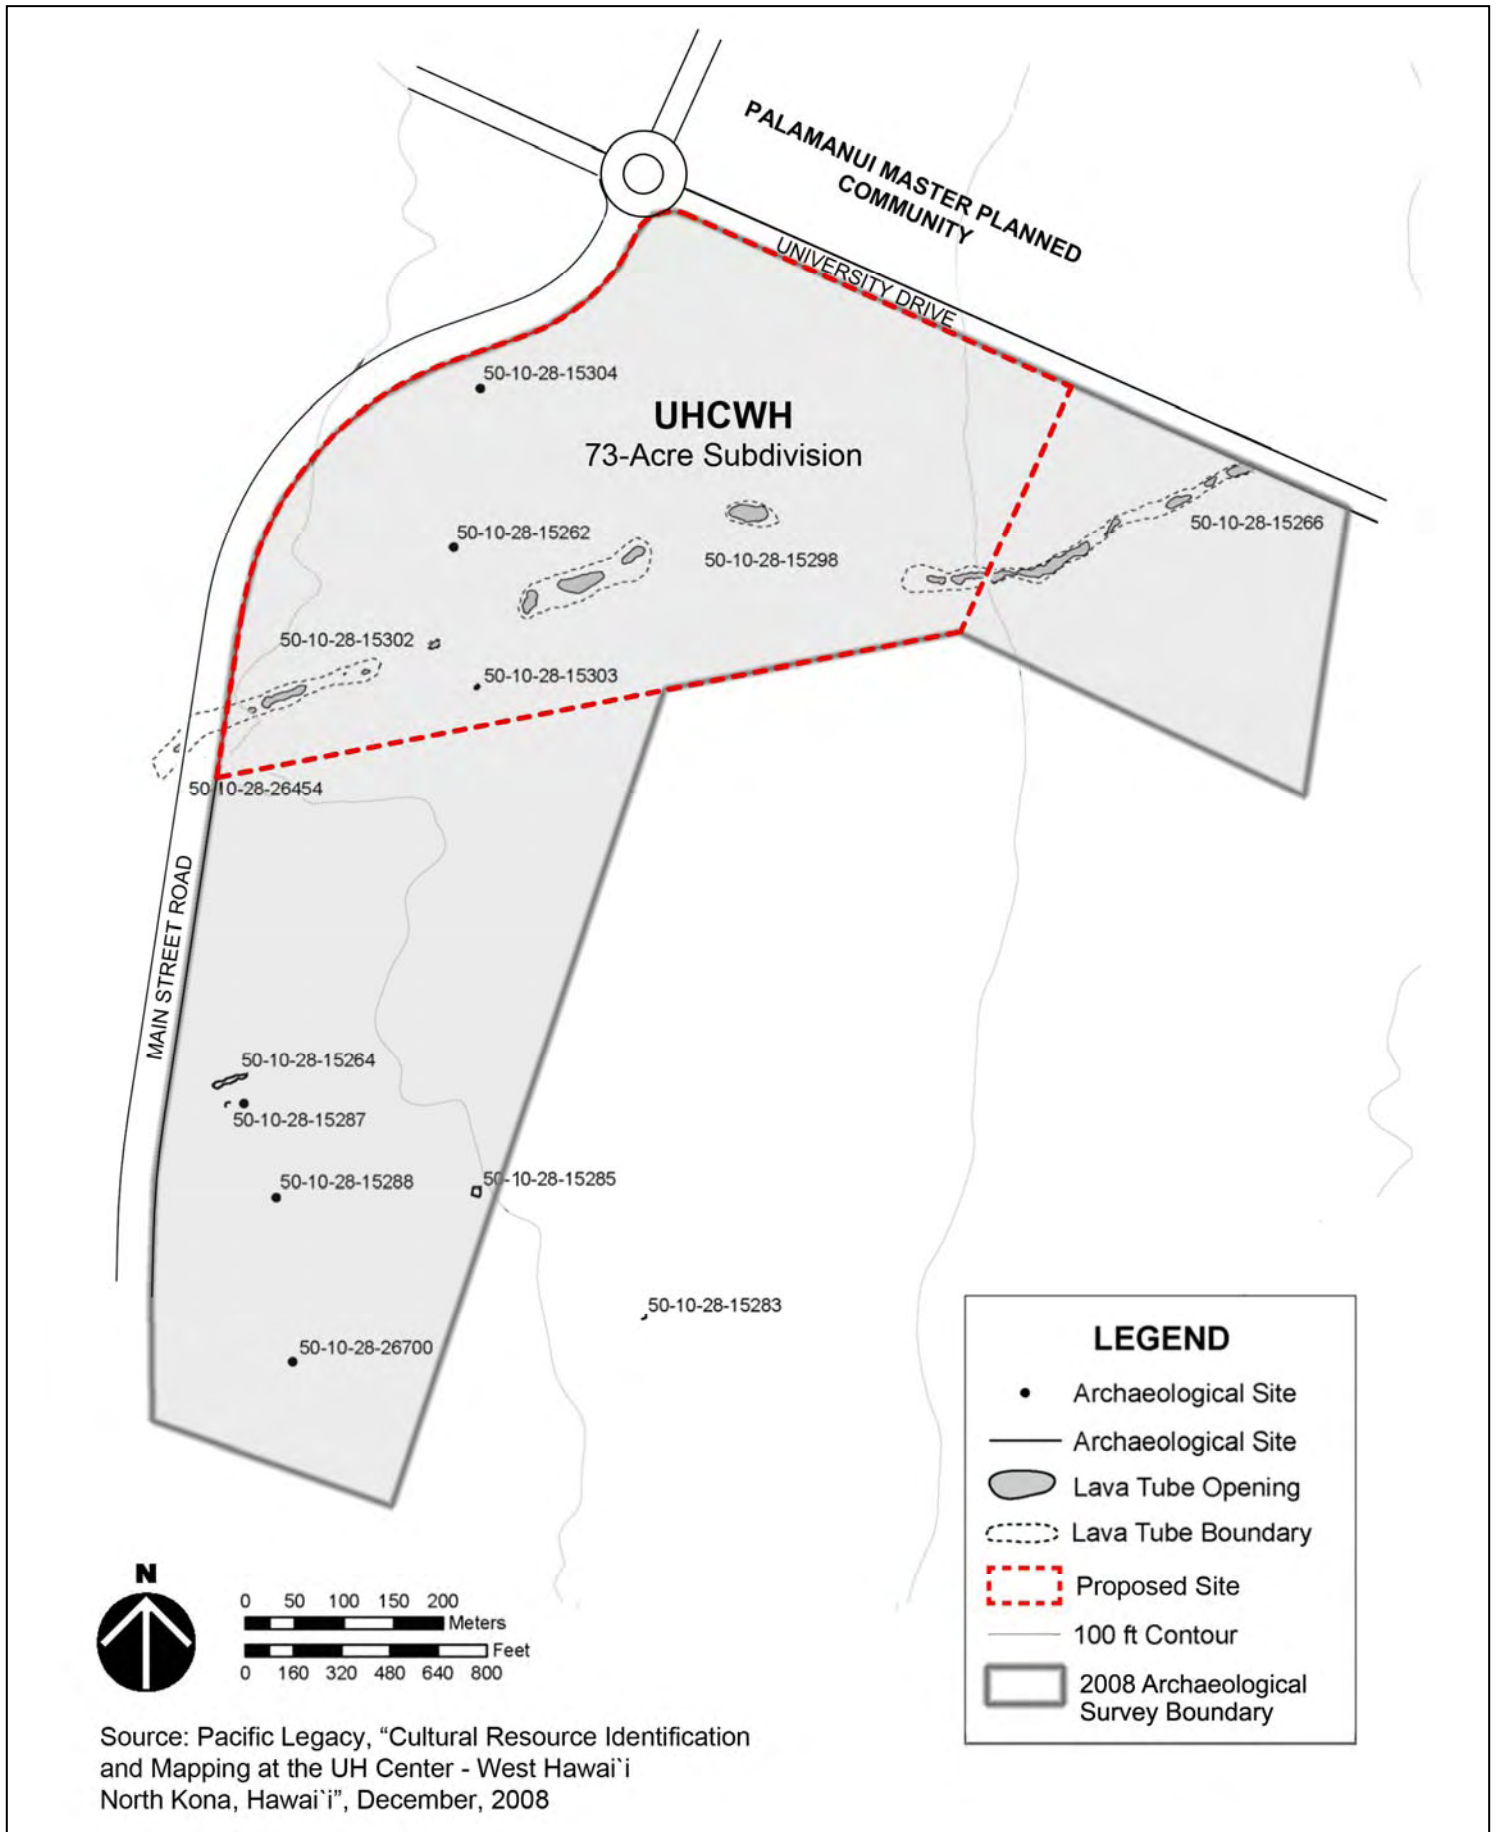 PALAMANUI MASTER PLANNED
COMMUNITY
UNIVERSITY DRIVE
50-10-28-15304
UHCWH
73-Acre Subdivision
50-10-28-15266
50-10-28-15262
50-10-28-15298
50-10-28-15302
50-10-28-15303
50-10-28-26454
MAIN STREET ROAD
50-10-28-15264
50-10-28-15287
50-10-28-15288
50-10-28-15285
50-10-28-15283
50-10-28-26700
LEGEND
Archaeological Site
Archaeological Site
Lava Tube Opening
Lava Tube Boundary
Proposed Site
100 ft Contour
2008 Archaeological
Survey Boundary
N
0 50 100 150 200
Meters
Feet
0 160 320 480 640 800
Source: Pacific Legacy, “Cultural Resource Identification
and Mapping at the UH Center - West Hawai`i
North Kona, Hawai`i”, December, 2008